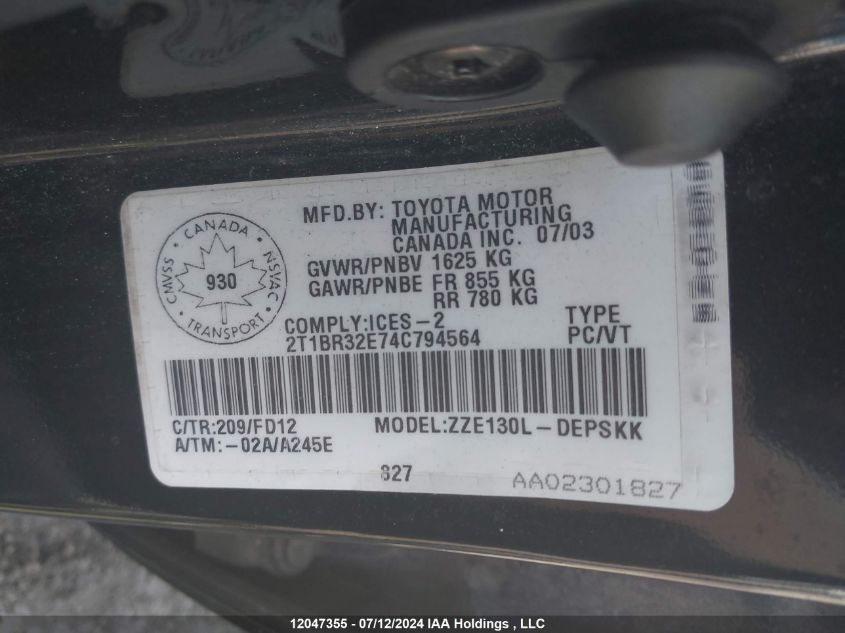 MFD.BY: TOYOTA MOTOR
MANUFACTURING
CANADA INC. 07/03
CANADA
CMVSS
930
NSVAC
TRANSPORT
GVWR/PNBV 1625 KG
GAWR/PNBE FR 855 KG
RR 780 KG
COMPLY:ICES-2
TYPE
2T1BR32E74C794564
PC/VT
C/TR:209/FD12
MODEL:ZZE130L-DEPSKK
A/TM:-02A/A245E
827
AA02301827
12047355 - 07/12/2024 IAA Holdings , LLC